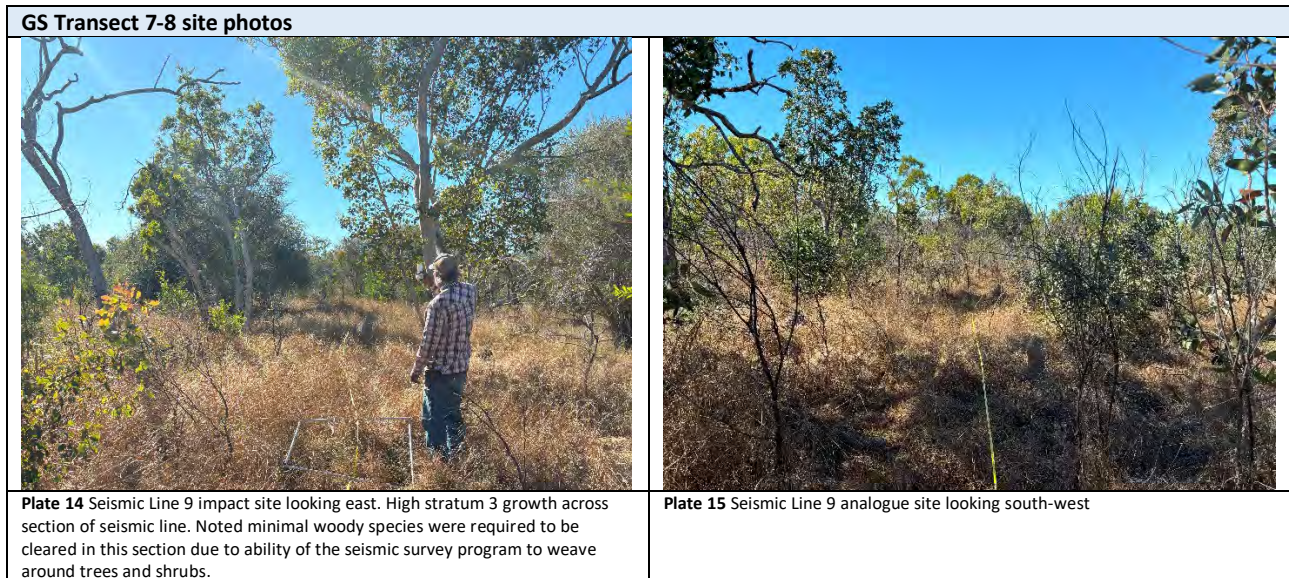 GS Transect 7-8 site photos
Plate 14 Seismic Line 9 impact site looking east. High stratum 3 growth across
section of seismic line. Noted minimal woody species were required to be
cleared in this section due to ability of the seismic survey program to weave
around trees and shrubs.
Plate 15 Seismic Line 9 analogue site looking south-west